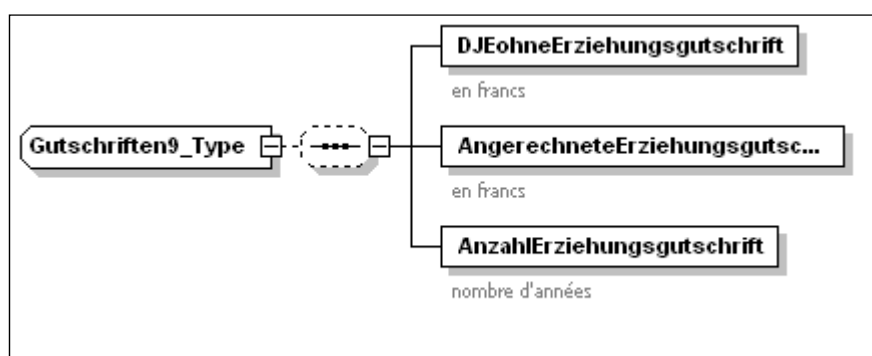 DJEohneErziehungsgutschrift
en francs
Gutschriften9_Type
AngerechneteErziehungsgutsc...
en francs
AnzahlErziehungsgutschrift
nombre d'années